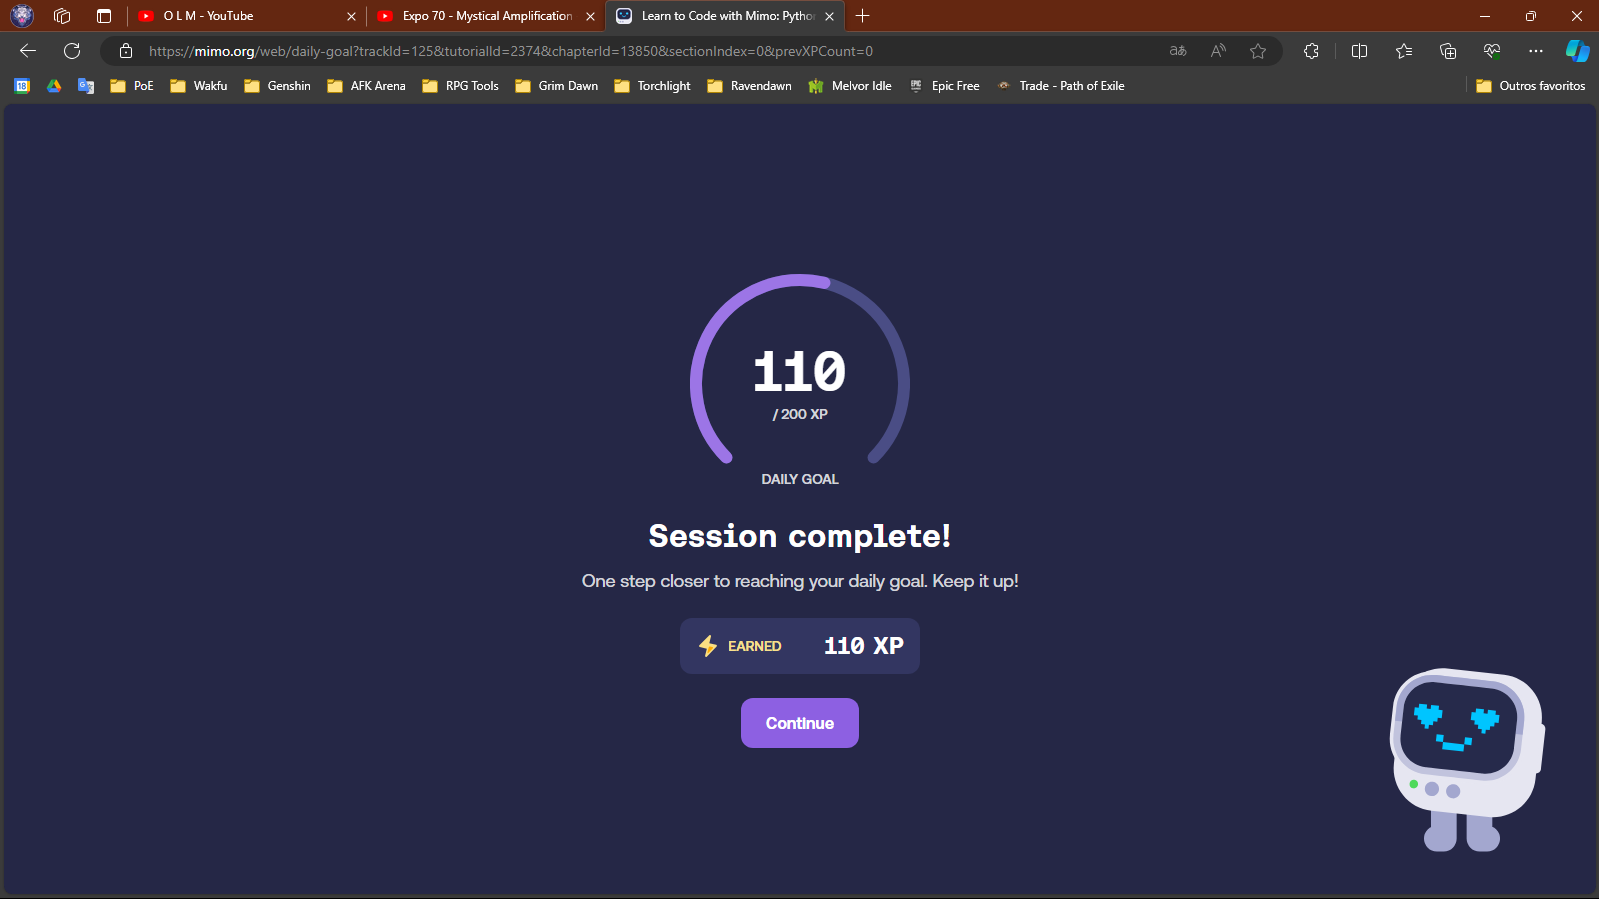 O L M - YouTube
Expo 70 - Mystical Amplification
Learn to Code with Mimo: Pytho
https://mimo.org/web/daily-goal?trackId=125&tutorialId=2374&chapterId=13850&sectionIndex=0&prevXPCount=0
18
PoE
Wakfu
Genshin
AFK Arena
RPG Tools
Grim Dawn
Torchlight
Ravendawn
Melvor Idle
Epic Free
Trade - Path of Exile
Outros favoritos
110
/ 200 XP
DAILY GOAL
Session complete!
One step closer to reaching your daily goal. Keep it up!
EARNED 110 XP
Continue